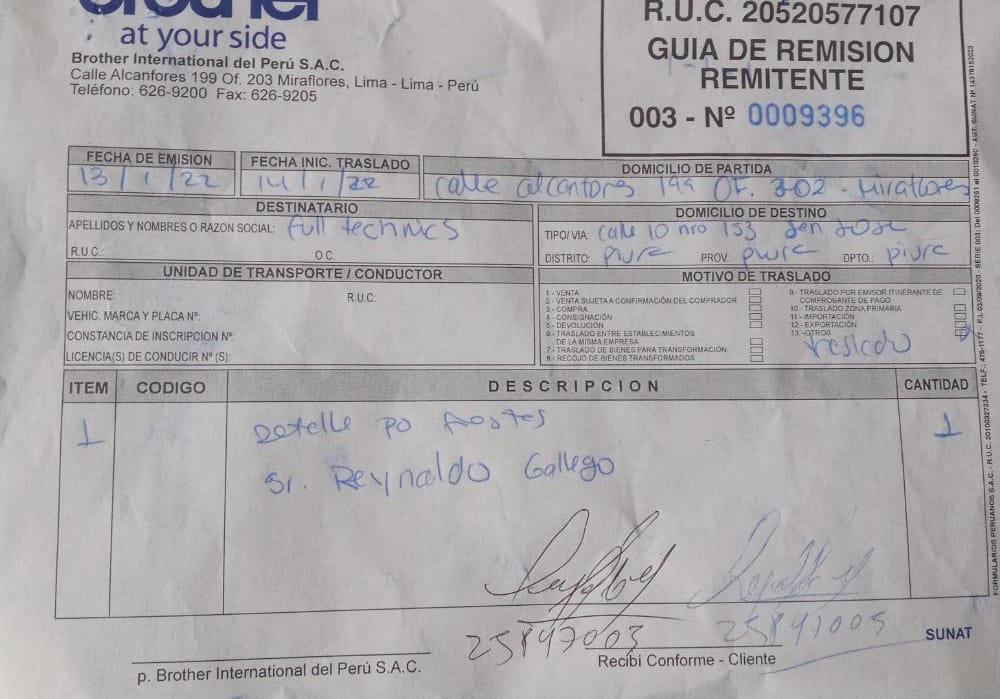 brother
at your side
Brother International del Perú S.A.C.
Calle Alcanfores 199 Of. 203 Miraflores, Lima - Lima - Perú
Teléfono: 626-9200 Fax: 626-9205
R.U.C. 20520577107
GUIA DE REMISION
REMITENTE
003 - Nº 0009396
FECHA DE EMISION
13/1/22
FECHA INIC. TRASLADO
14/1/22
DOMICILIO DE PARTIDA
calle alcanfores 199 OF. 302 - Miraflores
DESTINATARIO
APELLIDOS Y NOMBRES O RAZON SOCIAL: full technics
R.U.C.: O.C.
DOMICILIO DE DESTINO
TIPO/VIA: calle 10 nro 153 San Jose
DISTRITO: piura PROV: piura DPTO.: piura
UNIDAD DE TRANSPORTE / CONDUCTOR
NOMBRE: R.U.C:
VEHIC. MARCA Y PLACA Nº:
CONSTANCIA DE INSCRIPCION Nº:
LICENCIA(S) DE CONDUCIR Nº (S):
MOTIVO DE TRASLADO
1 - VENTA
2 - VENTA SUJETA A CONFIRMACIÓN DEL COMPRADOR
3 - COMPRA
4 - CONSIGNACIÓN
5 - DEVOLUCIÓN
6 - TRASLADO ENTRE ESTABLECIMIENTOS
DE LA MISMA EMPRESA
7 - TRASLADO DE BIENES PARA TRANSFORMACIÓN
8 - RECOJO DE BIENES TRANSFORMADOS
9 - TRASLADO POR EMISOR ITINERANTE DE
COMPROBANTE DE PAGO
10 - TRASLADO ZONA PRIMARIA
11 - IMPORTACIÓN
12 - EXPORTACIÓN
13 - OTROS
ITEM CODIGO DESCRIPCION CANTIDAD
1 Detelle po 1
Sr. Reynaldo Gallego
25847003
p. Brother International del Perú S.A.C.
Recibí Conforme - Cliente
SUNAT